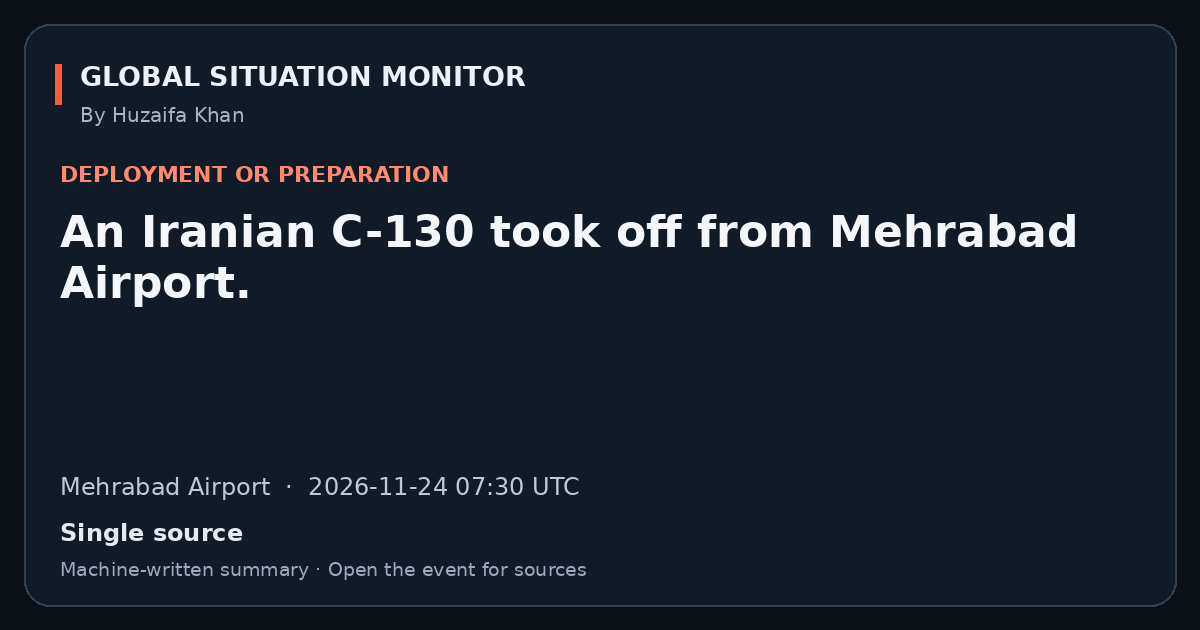 GLOBAL SITUATION MONITOR
By Huzaifa Khan
DEPLOYMENT OR PREPARATION
An Iranian C-130 took off from Mehrabad
Airport.
Mehrabad Airport · 2026-11-24 07:30 UTC
Single source
Machine-written summary · Open the event for sources